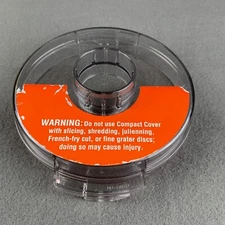 WARNING: Do not use Compact Cover
with slicing, shredding, julienning,
French-fry cut, or fine grater discs;
doing so may cause injury.